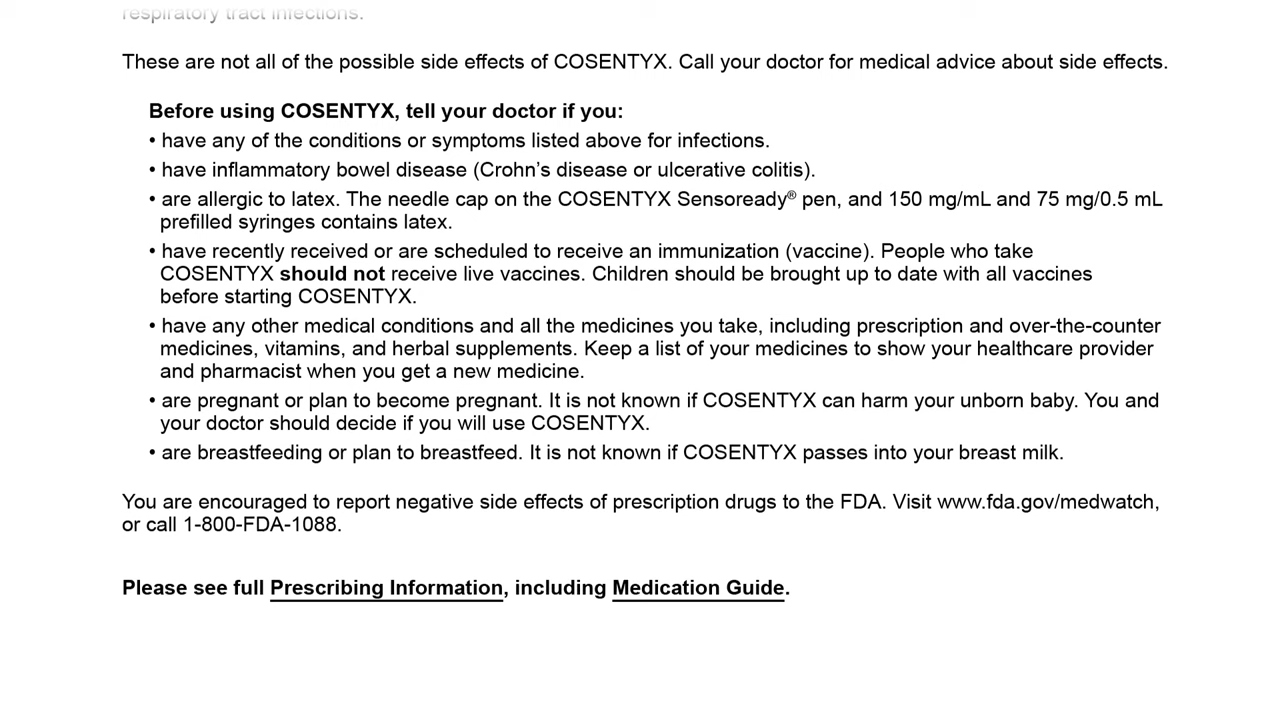 respiratory tract infections.
These are not all of the possible side effects of COSENTYX. Call your doctor for medical advice about side effects.
Before using COSENTYX, tell your doctor if you:
• have any of the conditions or symptoms listed above for infections.
• have inflammatory bowel disease (Crohn’s disease or ulcerative colitis).
• are allergic to latex. The needle cap on the COSENTYX Sensoready® pen, and 150 mg/mL and 75 mg/0.5 mL
prefilled syringes contains latex.
• have recently received or are scheduled to receive an immunization (vaccine). People who take
COSENTYX should not receive live vaccines. Children should be brought up to date with all vaccines
before starting COSENTYX.
• have any other medical conditions and all the medicines you take, including prescription and over-the-counter
medicines, vitamins, and herbal supplements. Keep a list of your medicines to show your healthcare provider
and pharmacist when you get a new medicine.
• are pregnant or plan to become pregnant. It is not known if COSENTYX can harm your unborn baby. You and
your doctor should decide if you will use COSENTYX.
• are breastfeeding or plan to breastfeed. It is not known if COSENTYX passes into your breast milk.
You are encouraged to report negative side effects of prescription drugs to the FDA. Visit www.fda.gov/medwatch,
or call 1-800-FDA-1088.
Please see full Prescribing Information, including Medication Guide.